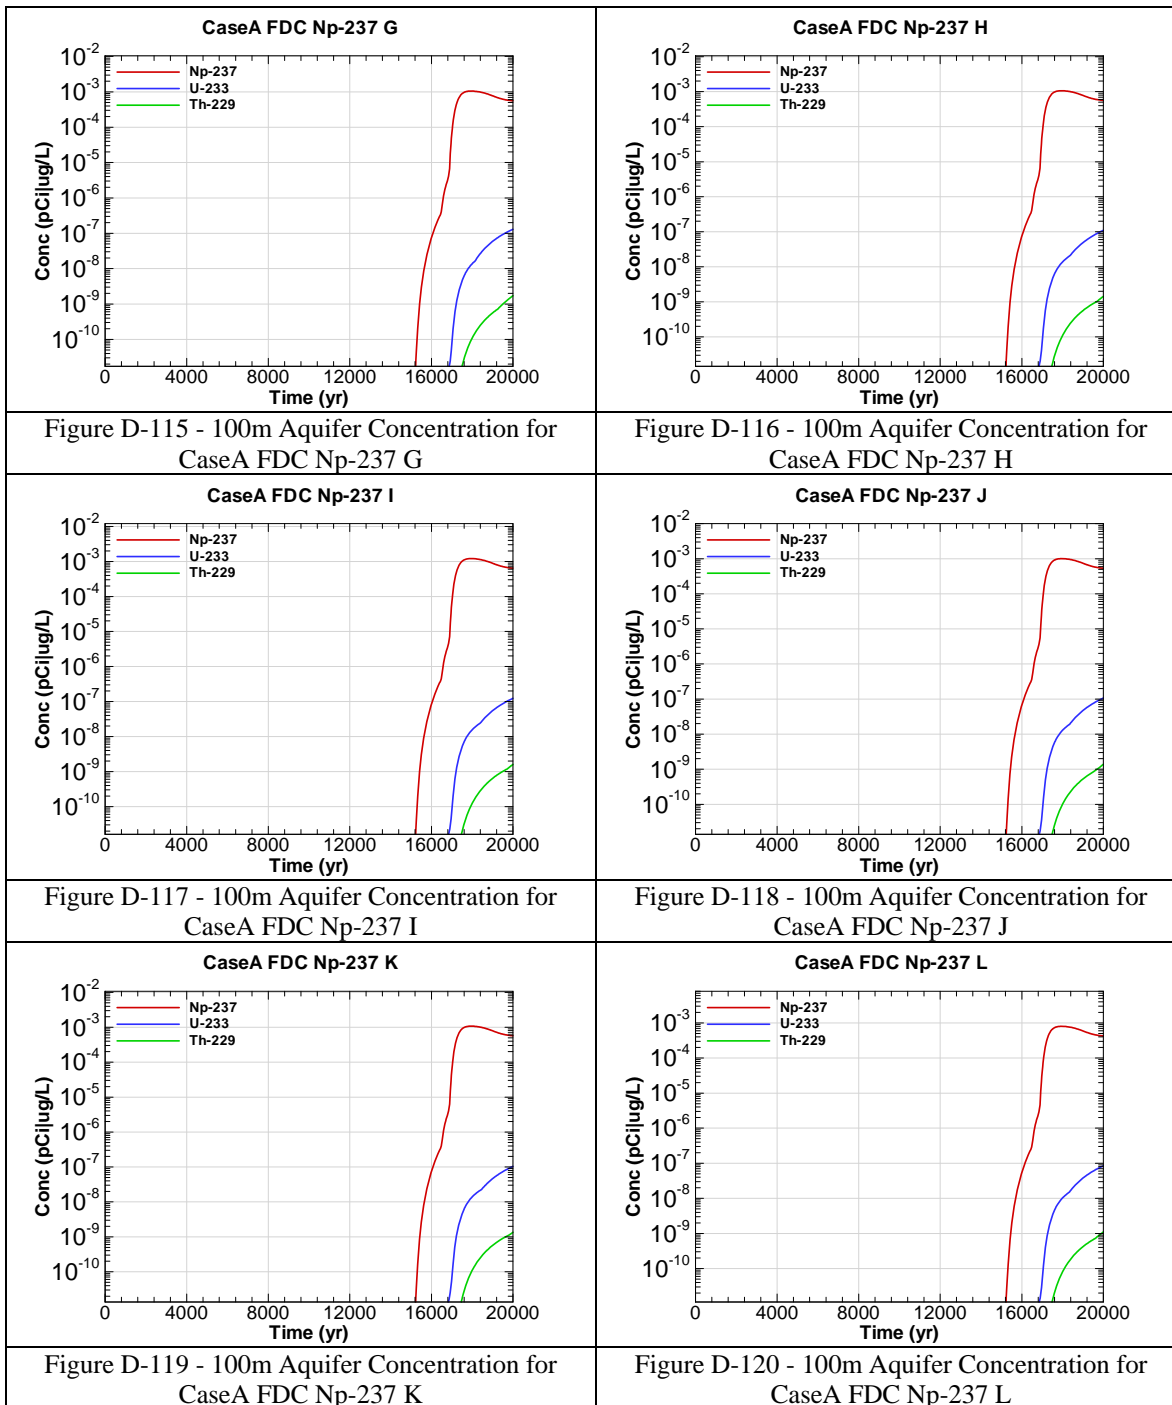 CaseA FDC Np-237 G
10-2
10-3
10-4
10-5
10-6
10-7
10-8
10-9
10-10
Conc (pCi|ug/L)
Np-237
U-233
Th-229
0 4000 8000 12000 16000 20000
Time (yr)
Figure D-115 - 100m Aquifer Concentration for
CaseA FDC Np-237 G
CaseA FDC Np-237 H
10-2
10-3
10-4
10-5
10-6
10-7
10-8
10-9
10-10
Conc (pCi|ug/L)
Np-237
U-233
Th-229
0 4000 8000 12000 16000 20000
Time (yr)
Figure D-116 - 100m Aquifer Concentration for
CaseA FDC Np-237 H
CaseA FDC Np-237 I
10-2
10-3
10-4
10-5
10-6
10-7
10-8
10-9
10-10
Conc (pCi|ug/L)
Np-237
U-233
Th-229
0 4000 8000 12000 16000 20000
Time (yr)
Figure D-117 - 100m Aquifer Concentration for
CaseA FDC Np-237 I
CaseA FDC Np-237 J
10-2
10-3
10-4
10-5
10-6
10-7
10-8
10-9
10-10
Conc (pCi|ug/L)
Np-237
U-233
Th-229
0 4000 8000 12000 16000 20000
Time (yr)
Figure D-118 - 100m Aquifer Concentration for
CaseA FDC Np-237 J
CaseA FDC Np-237 K
10-2
10-3
10-4
10-5
10-6
10-7
10-8
10-9
10-10
Conc (pCi|ug/L)
Np-237
U-233
Th-229
0 4000 8000 12000 16000 20000
Time (yr)
Figure D-119 - 100m Aquifer Concentration for
CaseA FDC Np-237 K
CaseA FDC Np-237 L
10-3
10-4
10-5
10-6
10-7
10-8
10-9
10-10
Conc (pCi|ug/L)
Np-237
U-233
Th-229
0 4000 8000 12000 16000 20000
Time (yr)
Figure D-120 - 100m Aquifer Concentration for
CaseA FDC Np-237 L